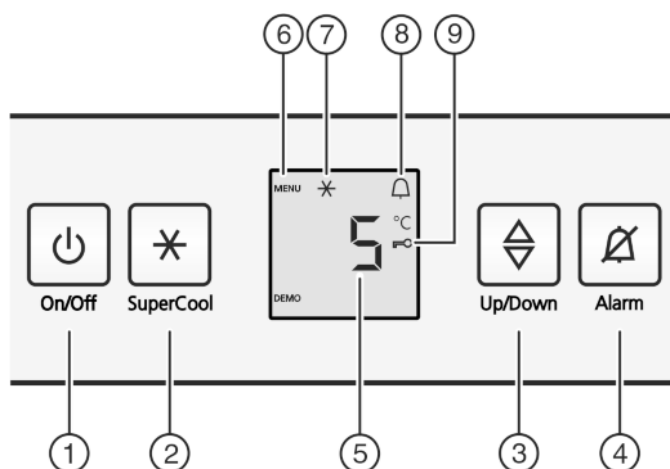 6 7 8 9
MENU
5 °C
DEMO
On/Off SuperCool Up/Down Alarm
1 2 5 3 4